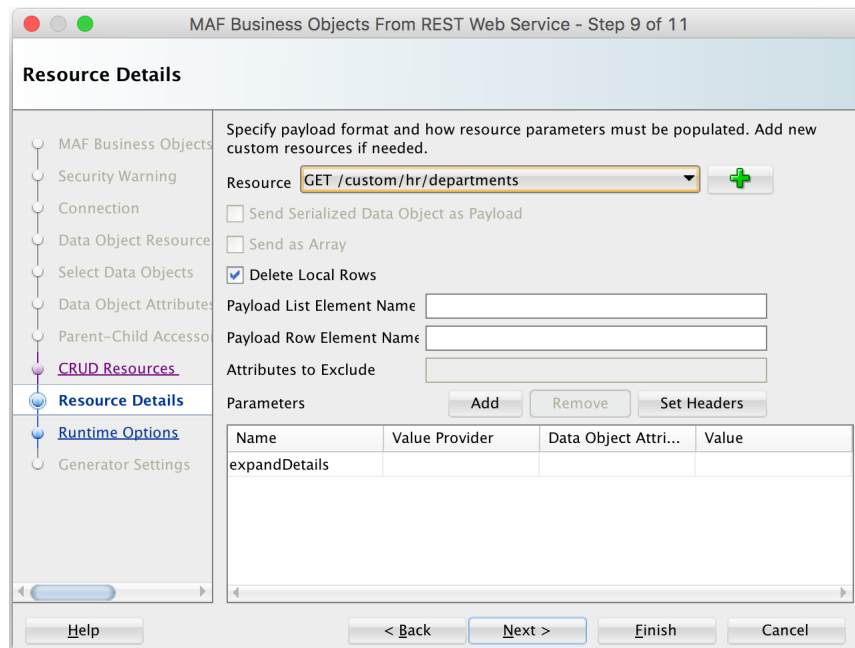 MAF Business Objects From REST Web Service - Step 9 of 11
Resource Details
MAF Business Objects
Security Warning
Connection
Data Object Resource
Select Data Objects
Data Object Attributes
Parent-Child Accessor
CRUD Resources
Resource Details
Runtime Options
Generator Settings
Specify payload format and how resource parameters must be populated. Add new
custom resources if needed.
Resource GET /custom/hr/departments
Send Serialized Data Object as Payload
Send as Array
Delete Local Rows
Payload List Element Name
Payload Row Element Name
Attributes to Exclude
Parameters Add Remove Set Headers
Name Value Provider Data Object Attri... Value
expandDetails
Help < Back Next > Finish Cancel